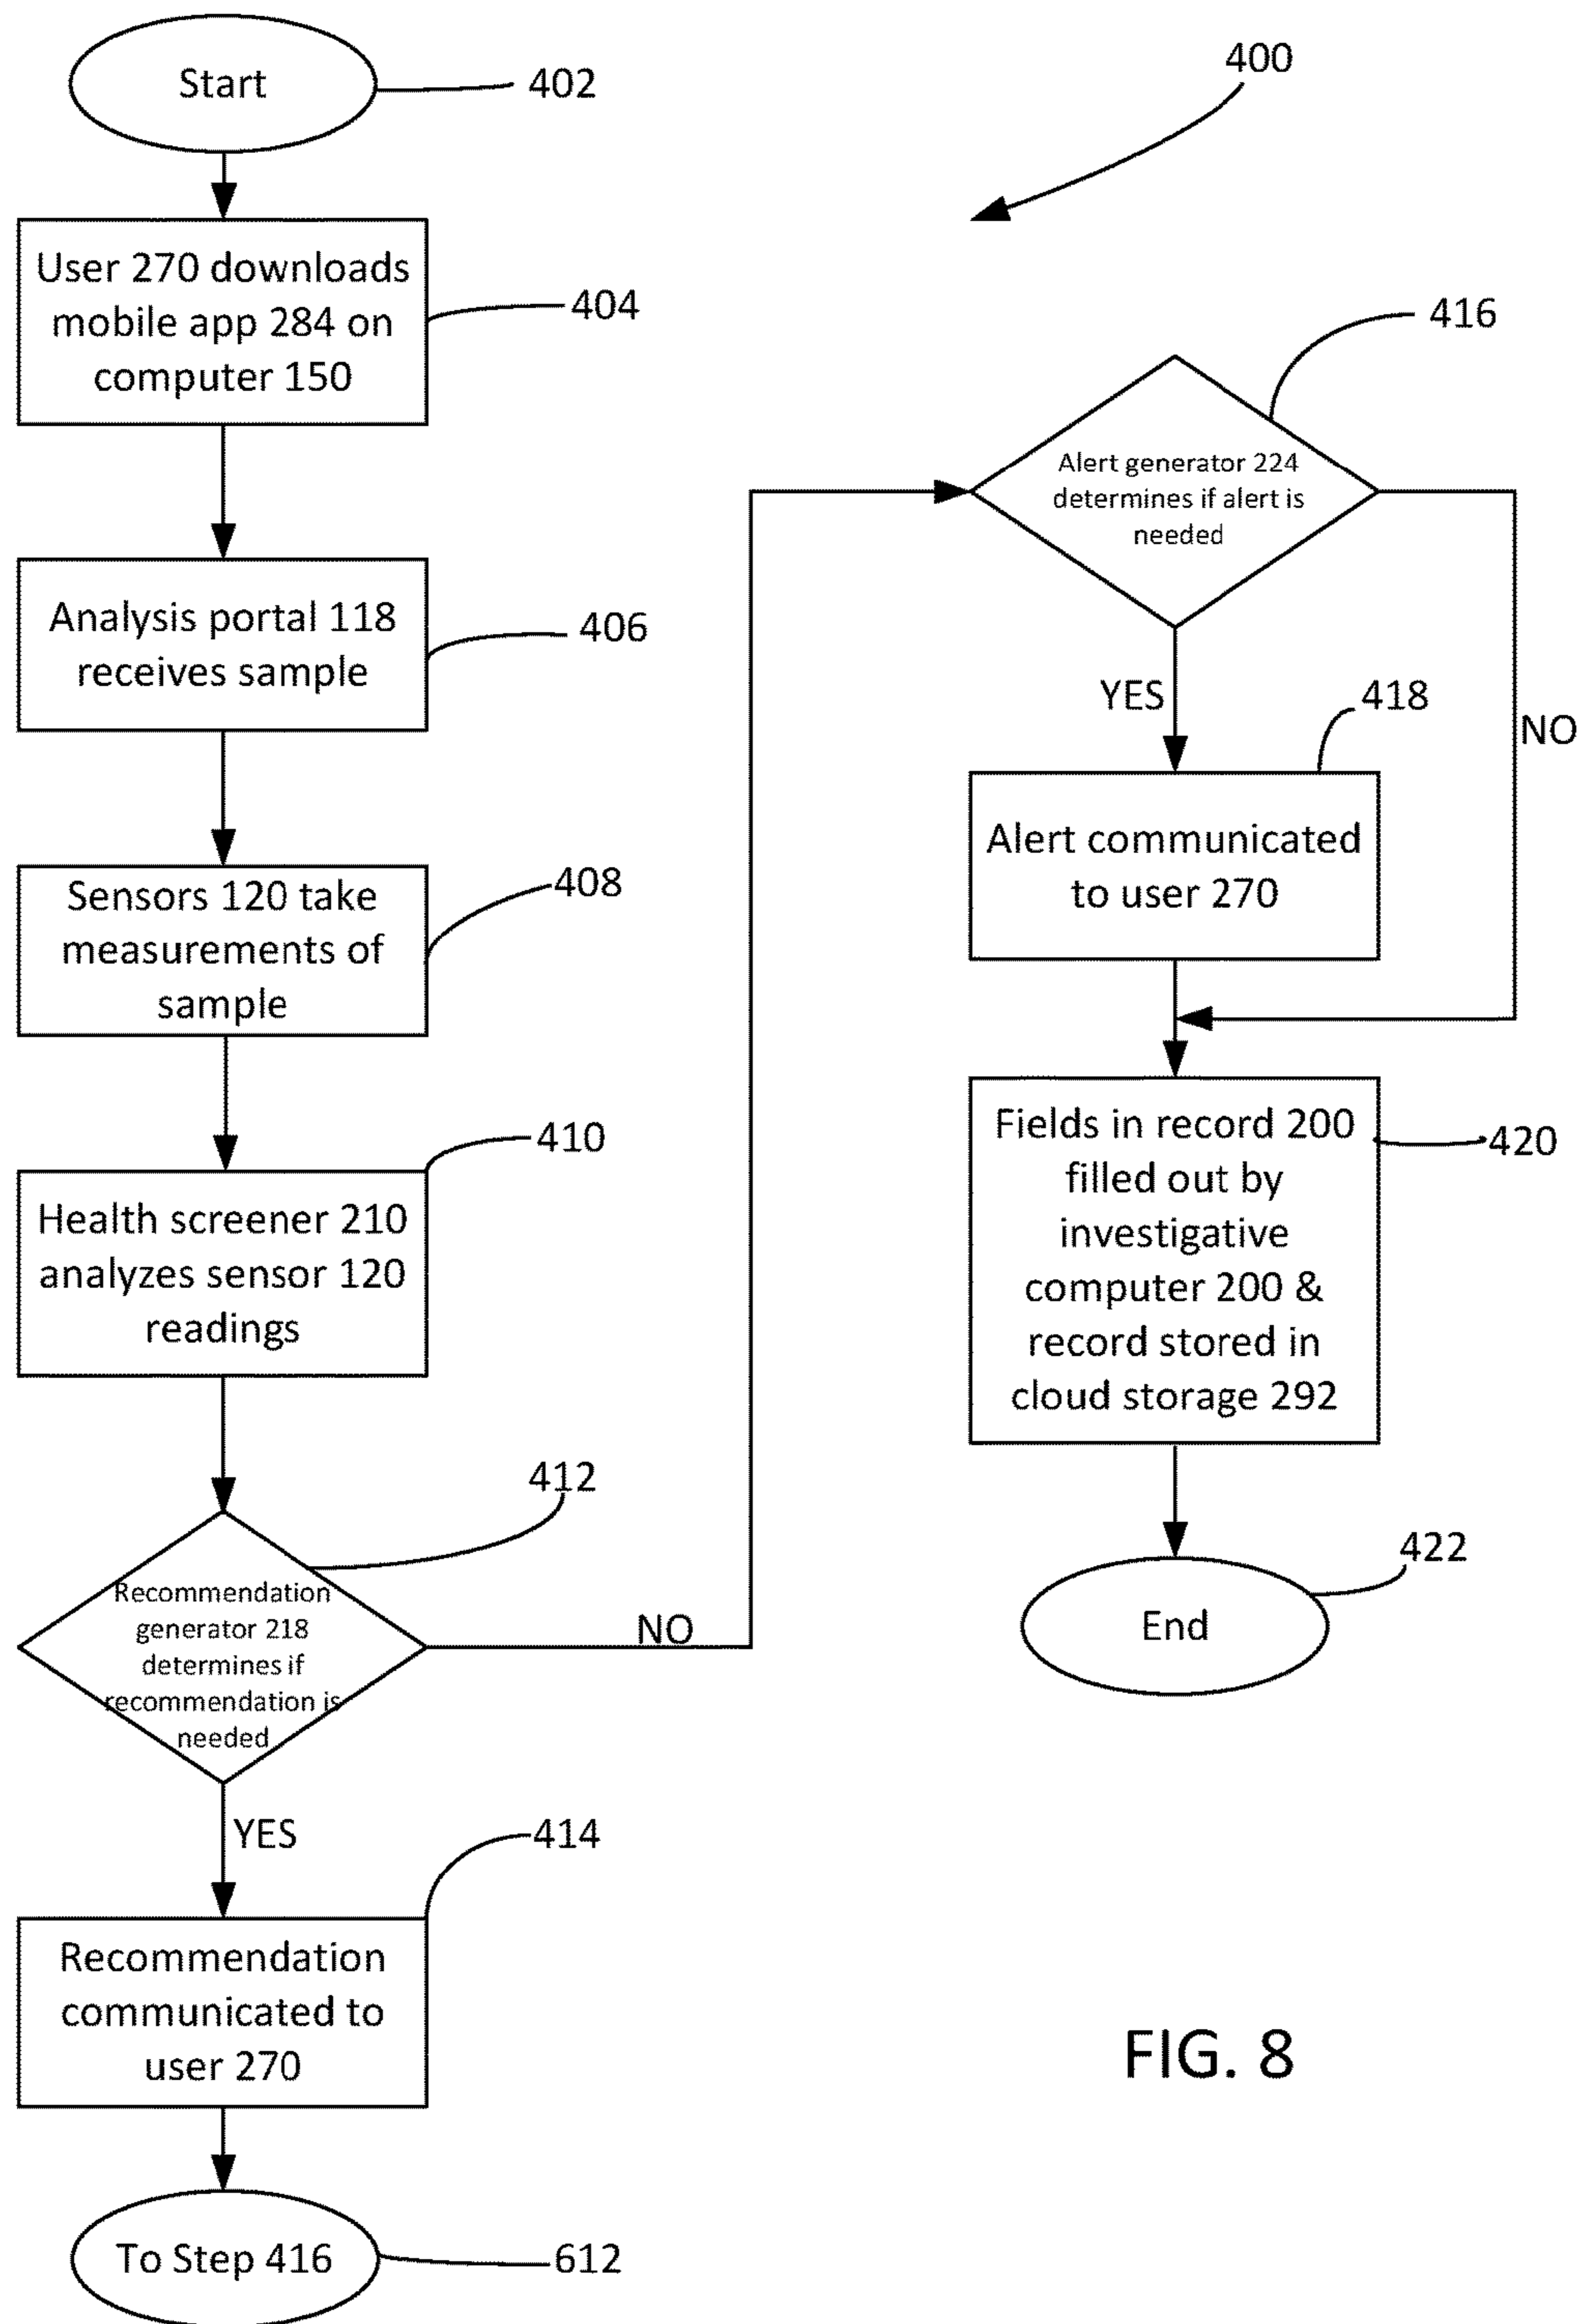 Start
402
400
User 270 downloads
mobile app 284 on
computer 150
404
Analysis portal 118
receives sample
406
Sensors 120 take
measurements of
sample
408
Health screener 210
analyzes sensor 120
readings
410
Recommendation
generator 218
determines if
recommendation is
needed
412
NO
YES
Recommendation
communicated to
user 270
414
To Step 416
612
Alert generator 224
determines if alert is
needed
416
YES
NO
Alert communicated
to user 270
418
Fields in record 200
filled out by
investigative
computer 200 &
record stored in
cloud storage 292
420
End
422
FIG. 8